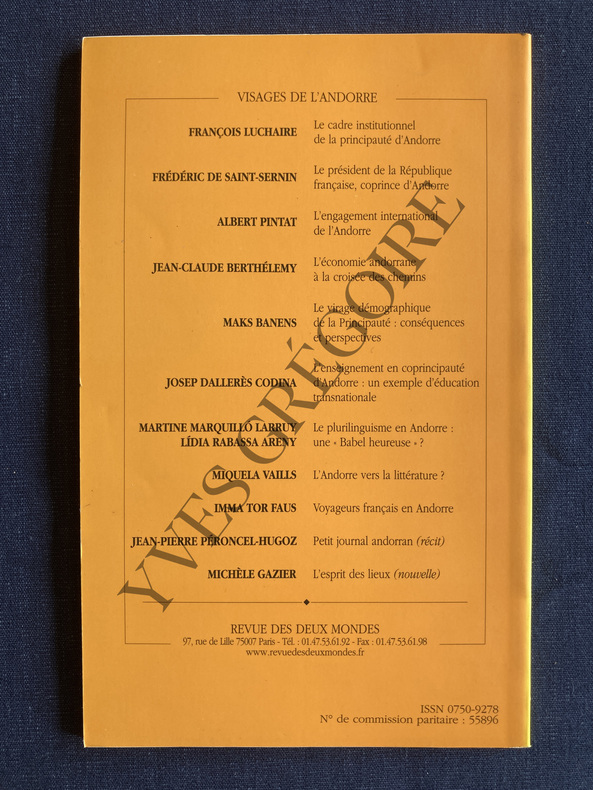 VISAGES DE L'ANDORRE
FRANÇOIS LUCHAIRE
Le cadre institutionnel
de la principauté d'Andorre
FRÉDÉRIC DE SAINT-SERNIN
Le président de la République
française, coprince d'Andorre
ALBERT PINTAT
L'engagement international
de l'Andorre
JEAN-CLAUDE BERTHÉLEMY
L'économie andorrane
à la croisée des chemins
MAKS BANENS
Le virage démographique
de la Principauté : conséquences
et perspectives
JOSEP DALLERÈS CODINA
L'enseignement en coprincipauté
d'Andorre : un exemple d'éducation
transnationale
MARTINE MARQUILLÓ LABRUY
LÍDIA RABASSA ARENY
Le plurilinguisme en Andorre :
une « Babel heureuse » ?
MIQUELA VALLS
L'Andorre vers la littérature ?
IMMA TOR FAUS
Voyageurs français en Andorre
JEAN-PIERRE PÉRONCEL-HUGOZ
Petit journal andorran (récit)
MICHÈLE GAZIER
L'esprit des lieux (nouvelle)
REVUE DES DEUX MONDES
97, rue de Lille 75007 Paris - Tél. : 01.47.53.61.92 - Fax : 01.47.53.61.98
www.revuedesdeuxmondes.fr
ISSN 0750-9278
N° de commission paritaire : 55896
YVES GRÉGOIRE